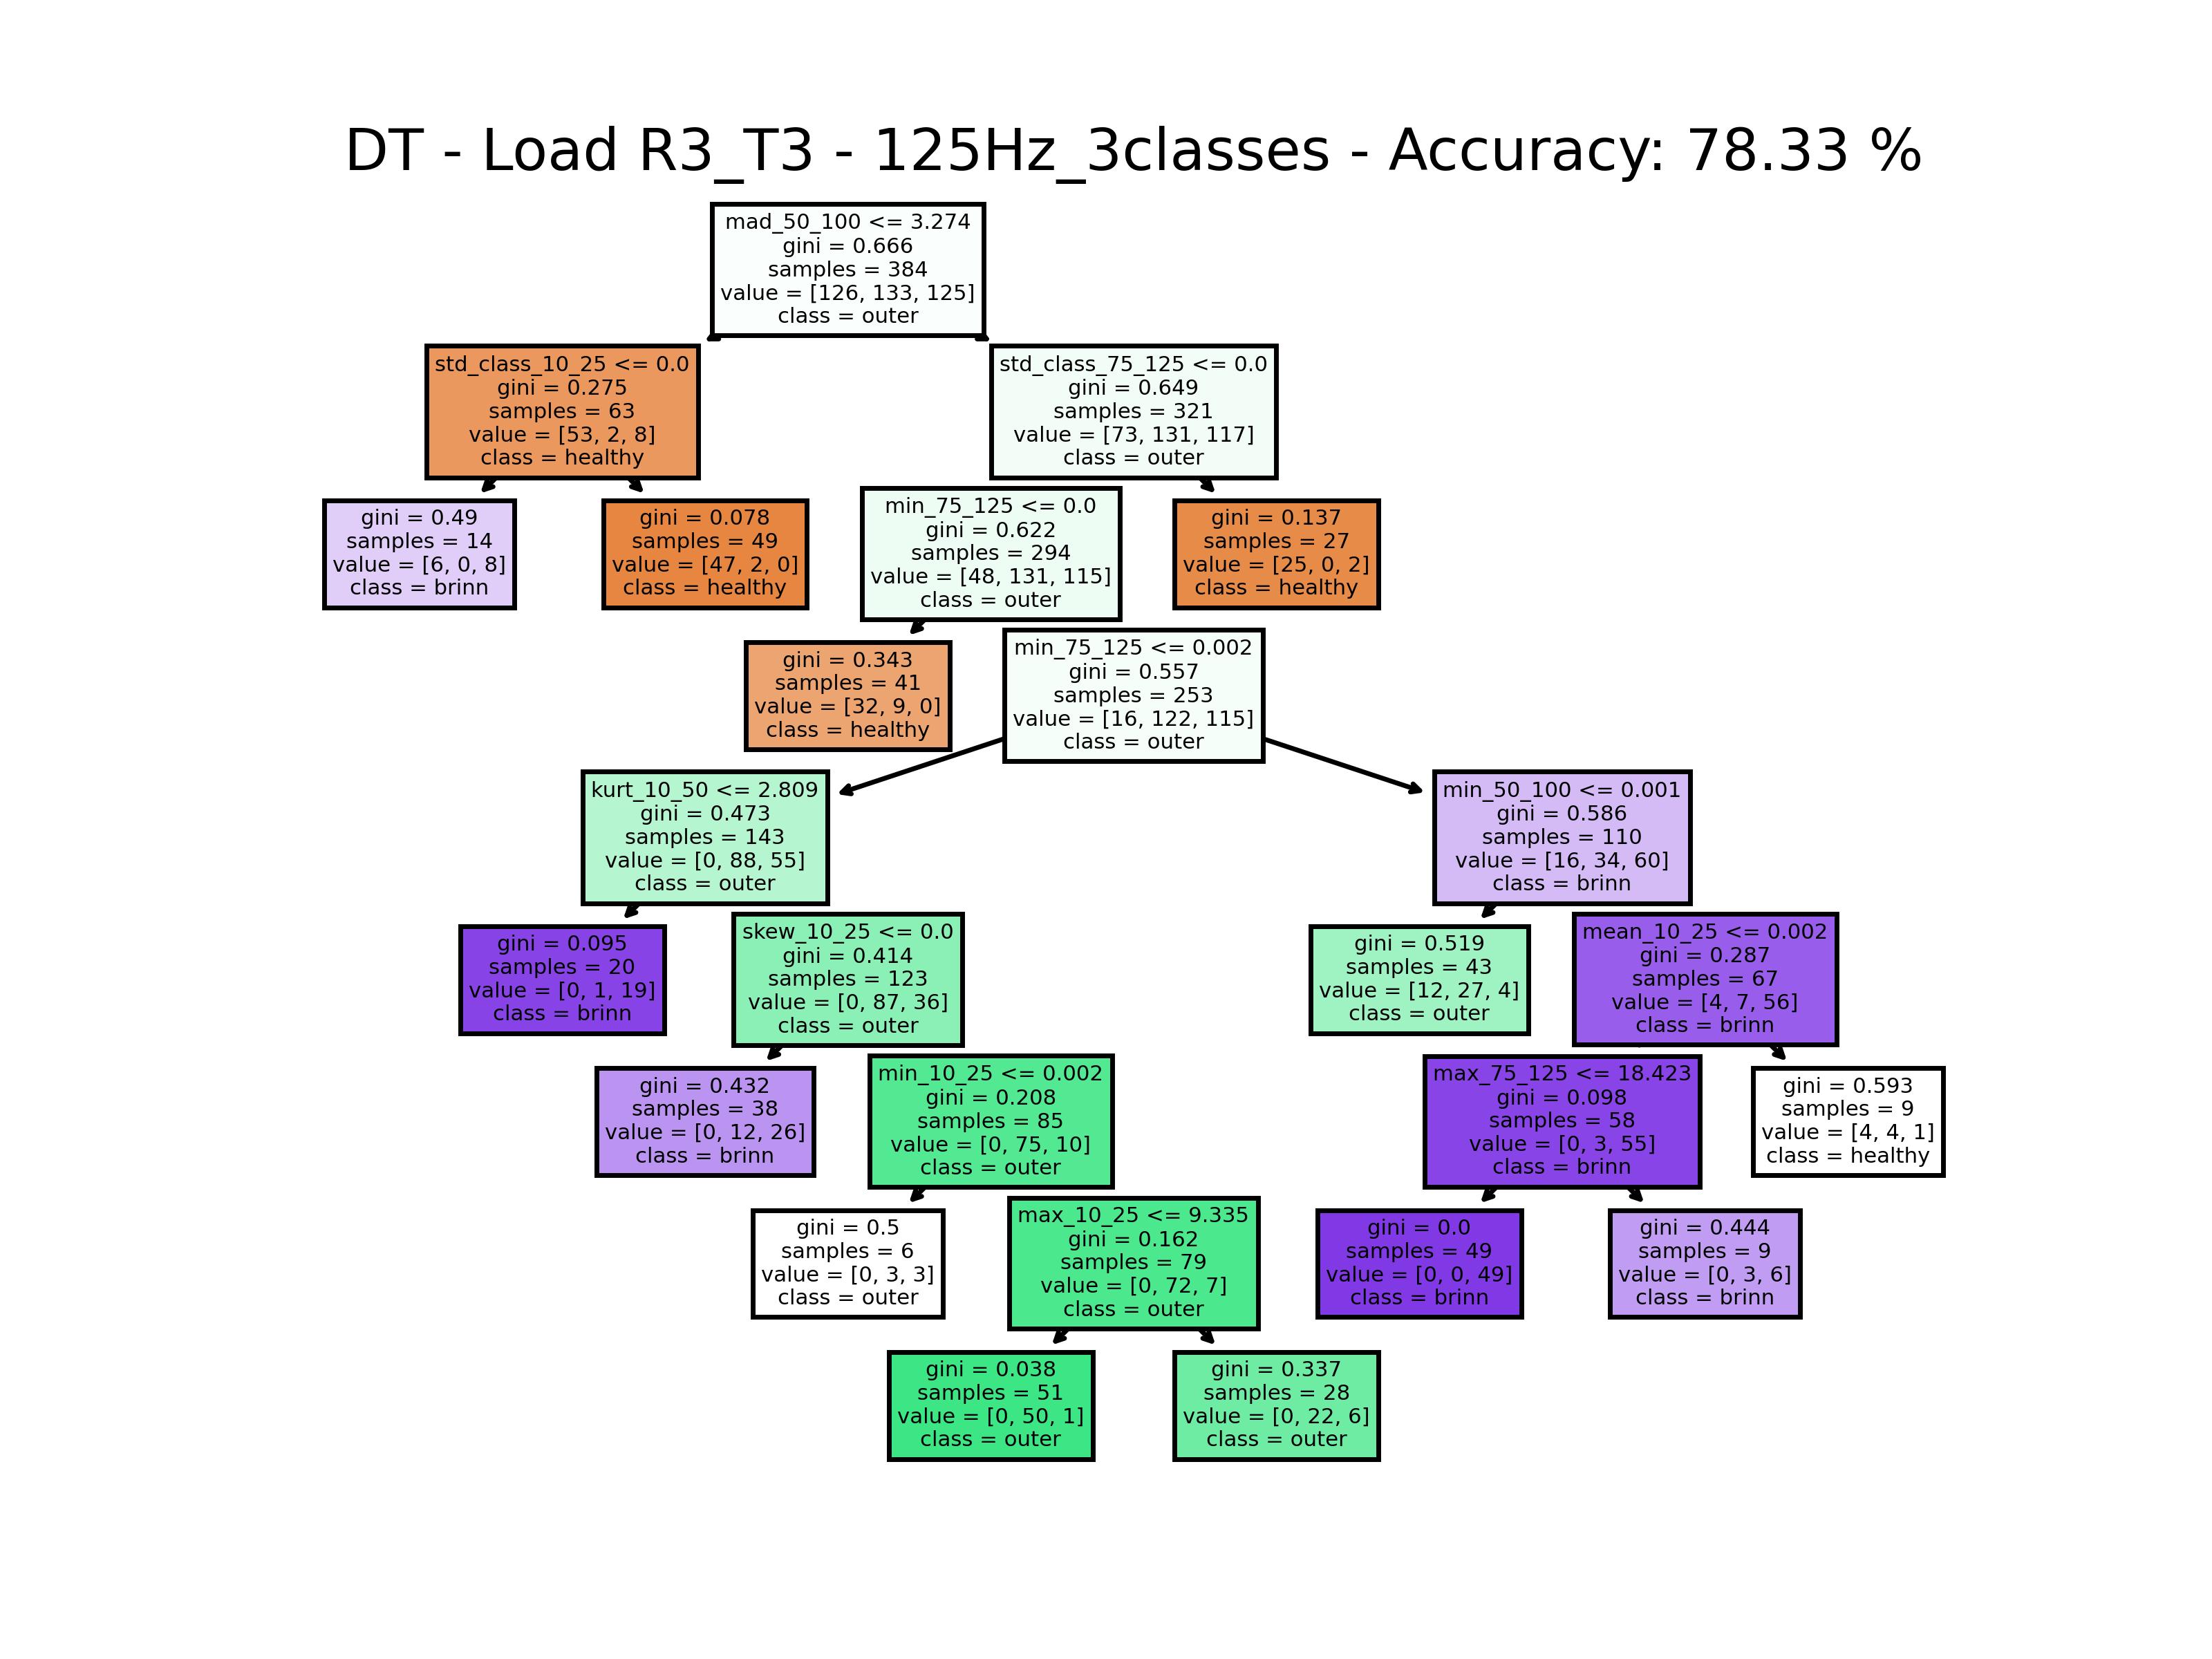 DT - Load R3_T3 - 125Hz_3classes - Accuracy: 78.33 %
mad_50_100 <= 3.274
gini = 0.666
samples = 384
value = [126, 133, 125]
class = outer
std_class_10_25 <= 0.0
gini = 0.275
samples = 63
value = [53, 2, 8]
class = healthy
std_class_75_125 <= 0.0
gini = 0.649
samples = 321
value = [73, 131, 117]
class = outer
gini = 0.49
samples = 14
value = [6, 0, 8]
class = brinn
gini = 0.078
samples = 49
value = [47, 2, 0]
class = healthy
min_75_125 <= 0.0
gini = 0.622
samples = 294
value = [48, 131, 115]
class = outer
gini = 0.137
samples = 27
value = [25, 0, 2]
class = healthy
gini = 0.343
samples = 41
value = [32, 9, 0]
class = healthy
min_75_125 <= 0.002
gini = 0.557
samples = 253
value = [16, 122, 115]
class = outer
kurt_10_50 <= 2.809
gini = 0.473
samples = 143
value = [0, 88, 55]
class = outer
min_50_100 <= 0.001
gini = 0.586
samples = 110
value = [16, 34, 60]
class = brinn
gini = 0.095
samples = 20
value = [0, 1, 19]
class = brinn
skew_10_25 <= 0.0
gini = 0.414
samples = 123
value = [0, 87, 36]
class = outer
gini = 0.519
samples = 43
value = [12, 27, 4]
class = outer
mean_10_25 <= 0.002
gini = 0.287
samples = 67
value = [4, 7, 56]
class = brinn
gini = 0.432
samples = 38
value = [0, 12, 26]
class = brinn
min_10_25 <= 0.002
gini = 0.208
samples = 85
value = [0, 75, 10]
class = outer
max_75_125 <= 18.423
gini = 0.098
samples = 58
value = [0, 3, 55]
class = brinn
gini = 0.593
samples = 9
value = [4, 4, 1]
class = healthy
gini = 0.5
samples = 6
value = [0, 3, 3]
class = outer
max_10_25 <= 9.335
gini = 0.162
samples = 79
value = [0, 72, 7]
class = outer
gini = 0.0
samples = 49
value = [0, 0, 49]
class = brinn
gini = 0.444
samples = 9
value = [0, 3, 6]
class = brinn
gini = 0.038
samples = 51
value = [0, 50, 1]
class = outer
gini = 0.337
samples = 28
value = [0, 22, 6]
class = outer